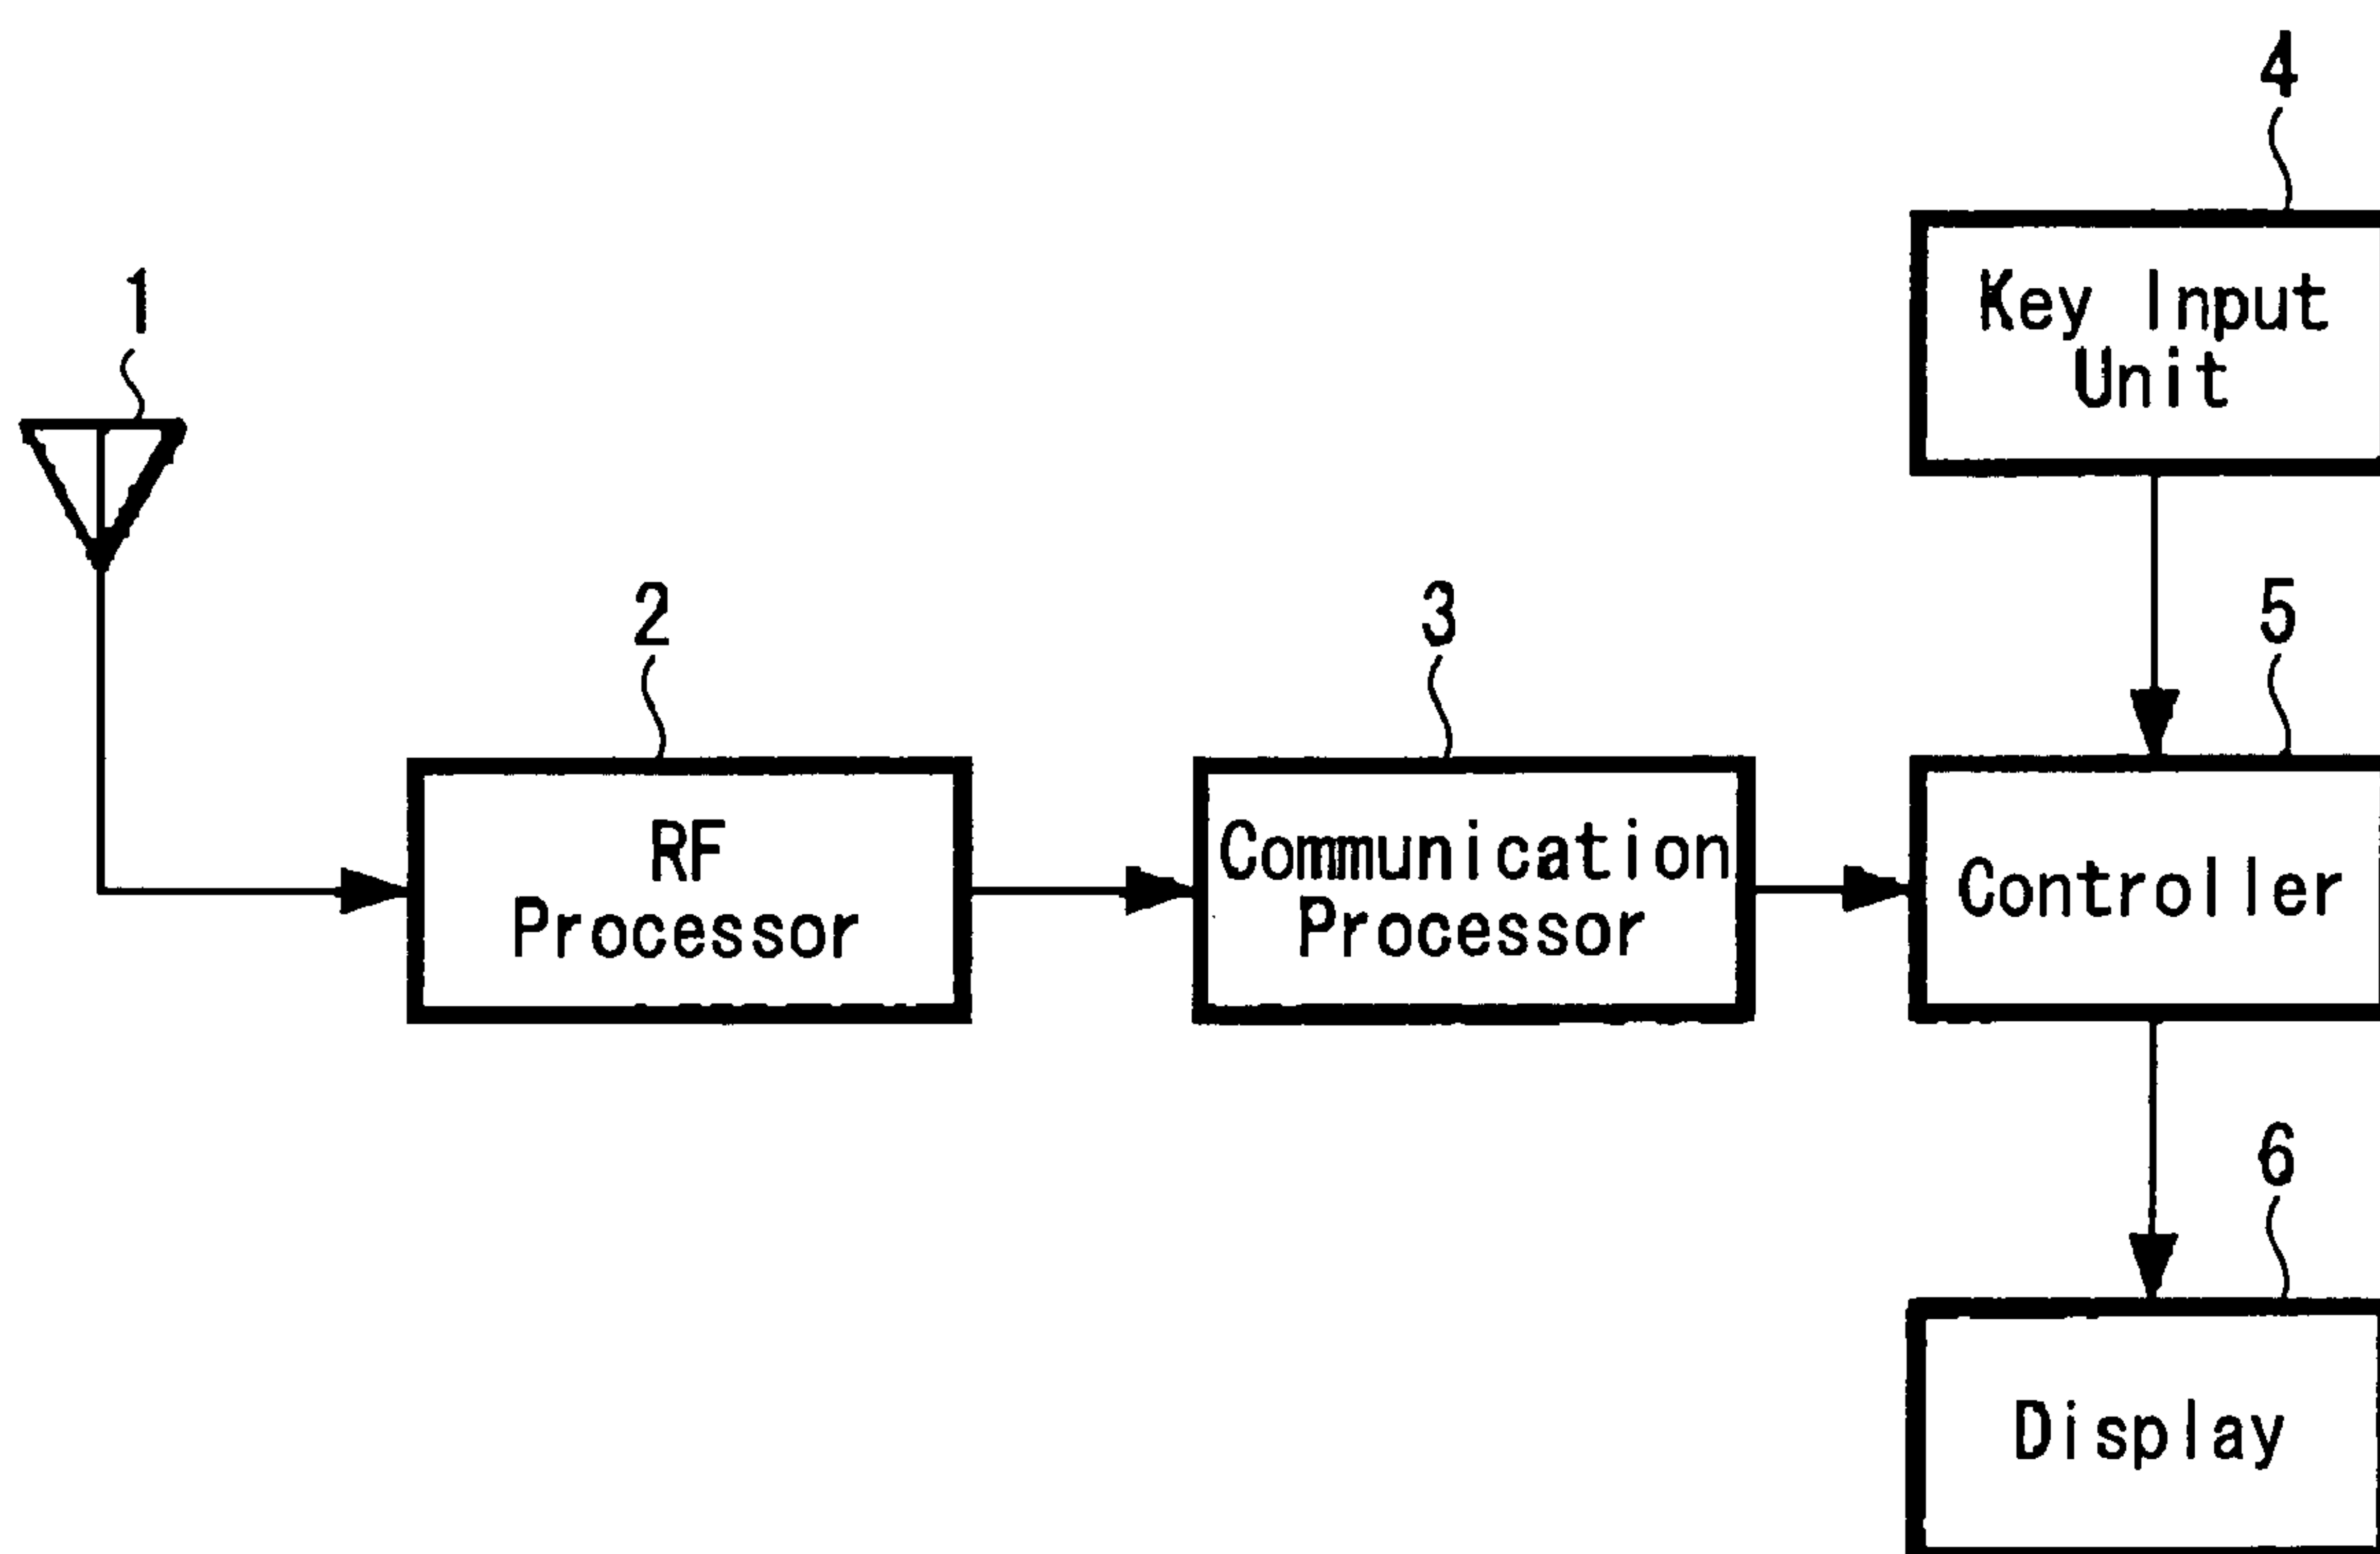 4
Key Input
Unit
1
2
3
5
RF
Processor
Communication
Processor
Controller
6
Display